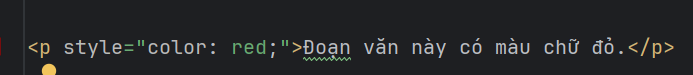 <p style="color: red;">Đoạn văn này có màu chữ đỏ.</p>